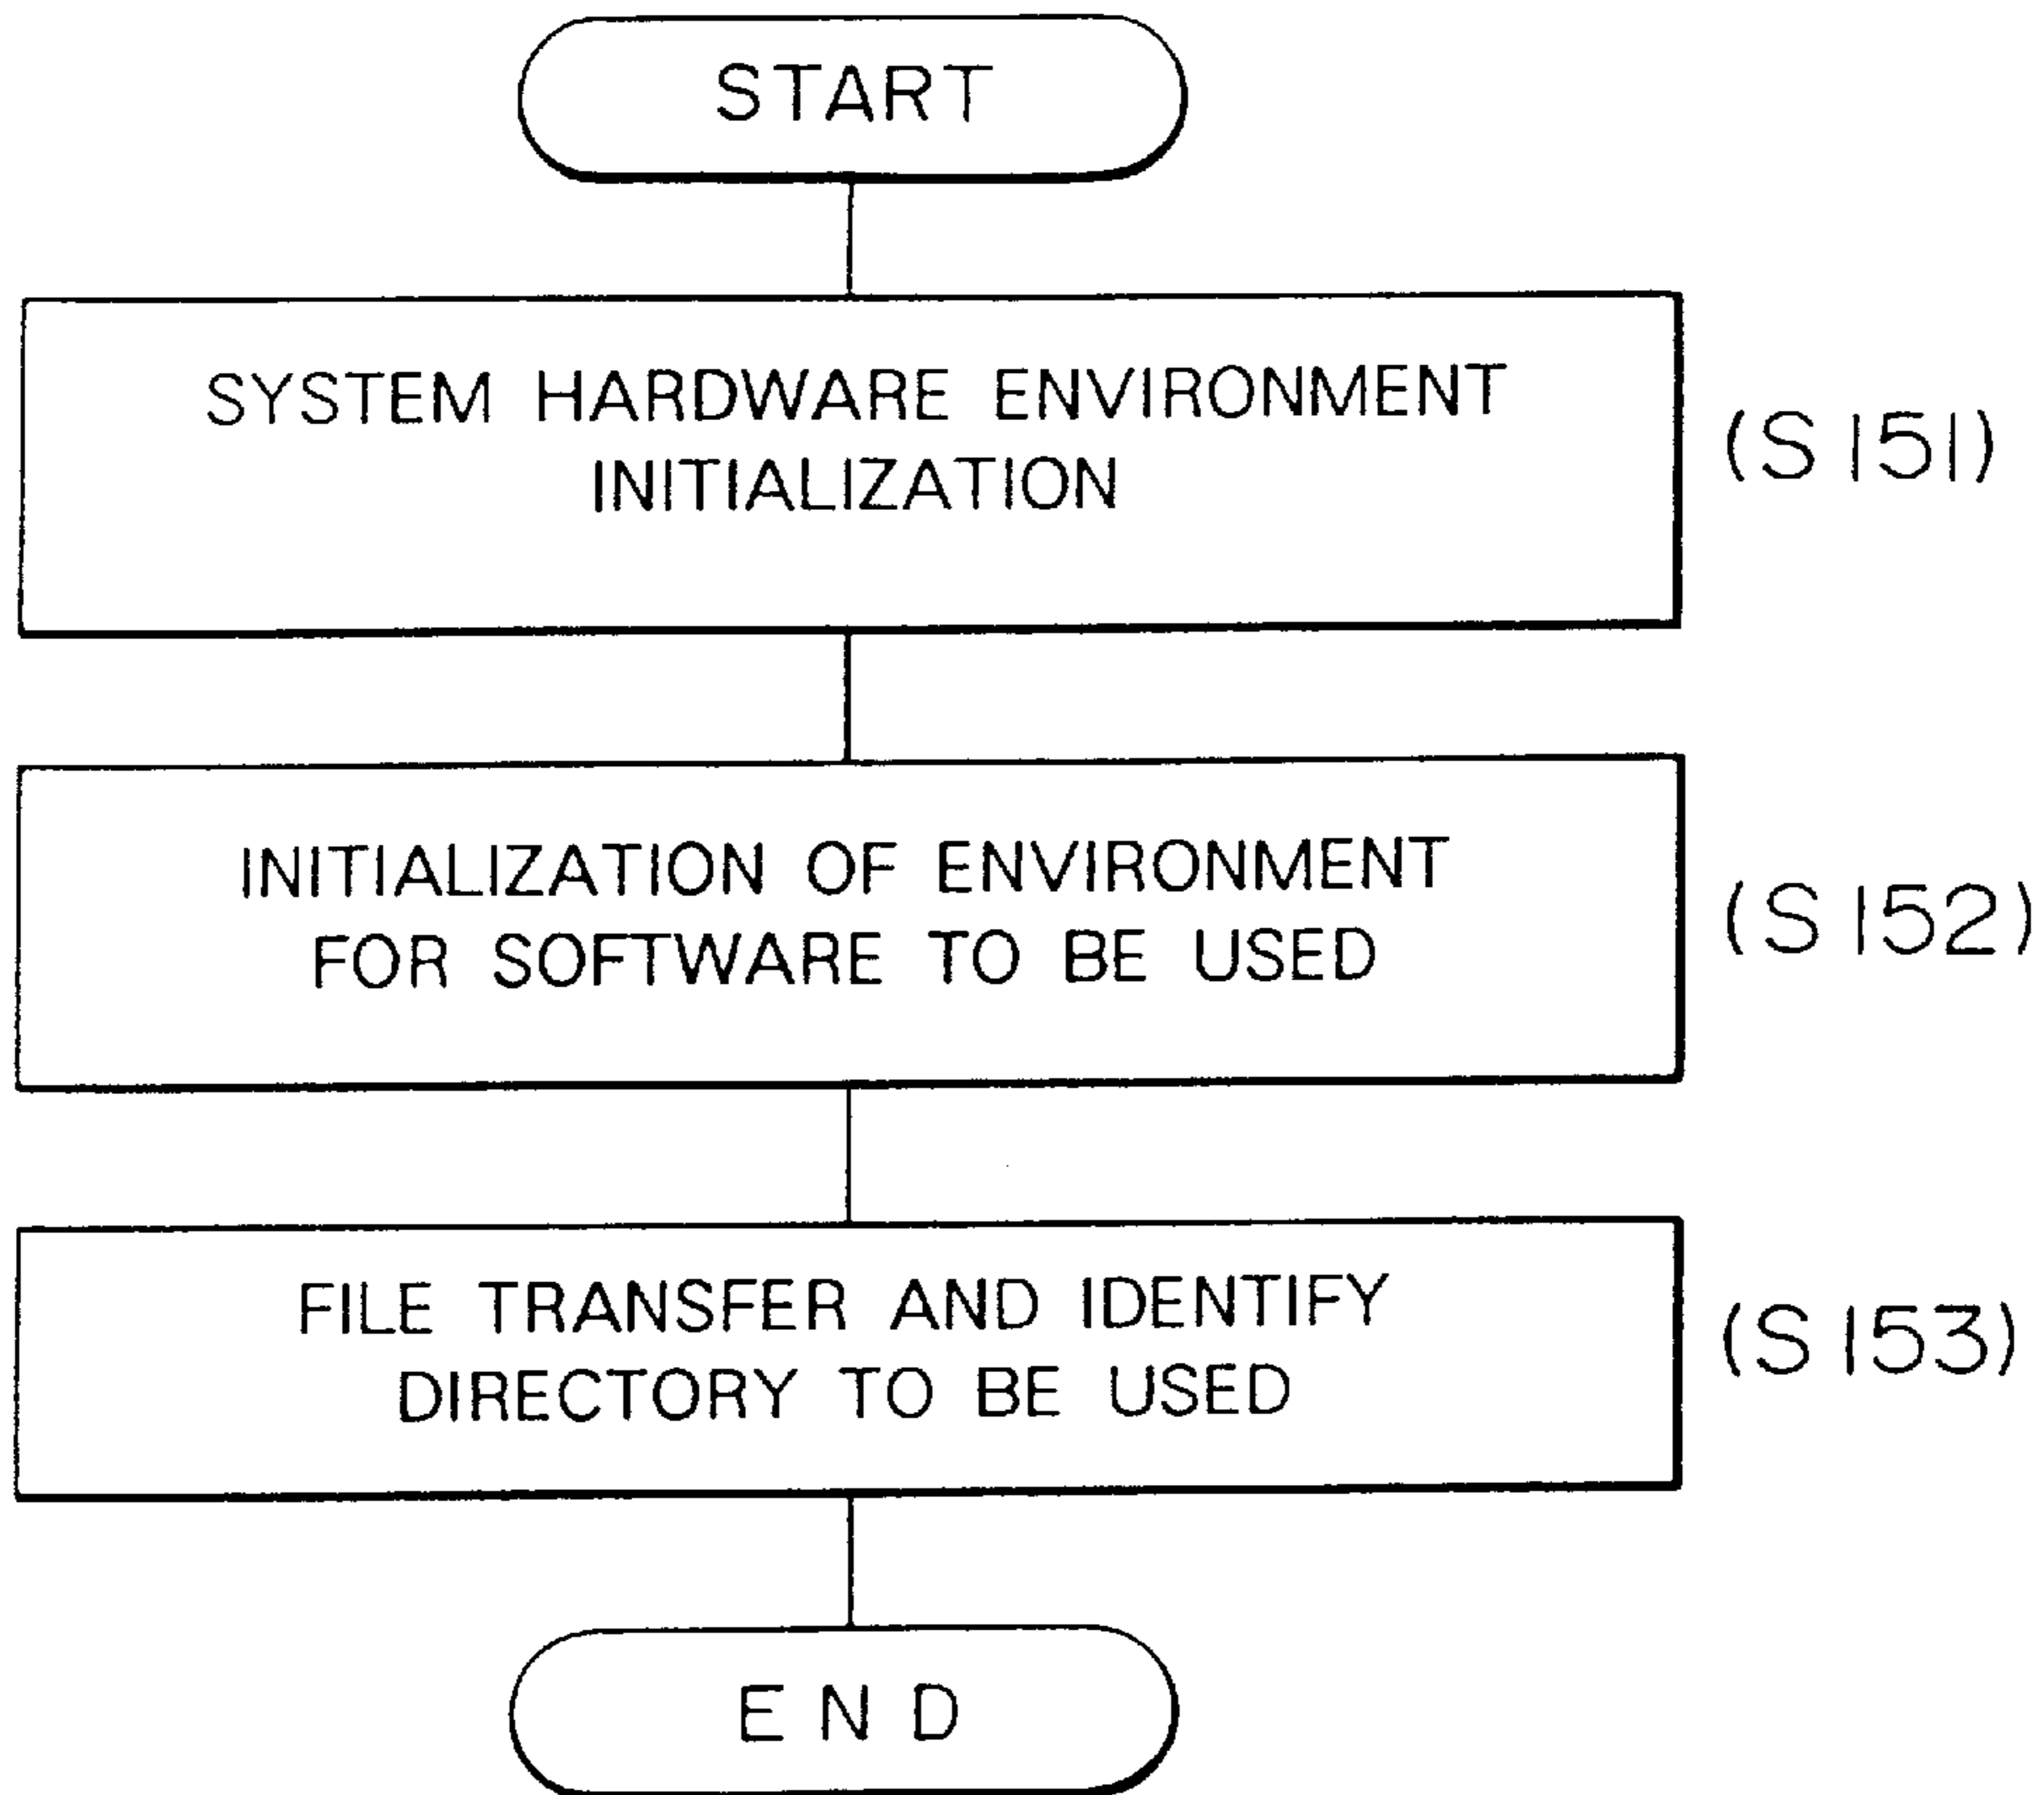 START
SYSTEM HARDWARE ENVIRONMENT
INITIALIZATION
(S151)
INITIALIZATION OF ENVIRONMENT
FOR SOFTWARE TO BE USED
(S152)
FILE TRANSFER AND IDENTIFY
DIRECTORY TO BE USED
(S153)
END